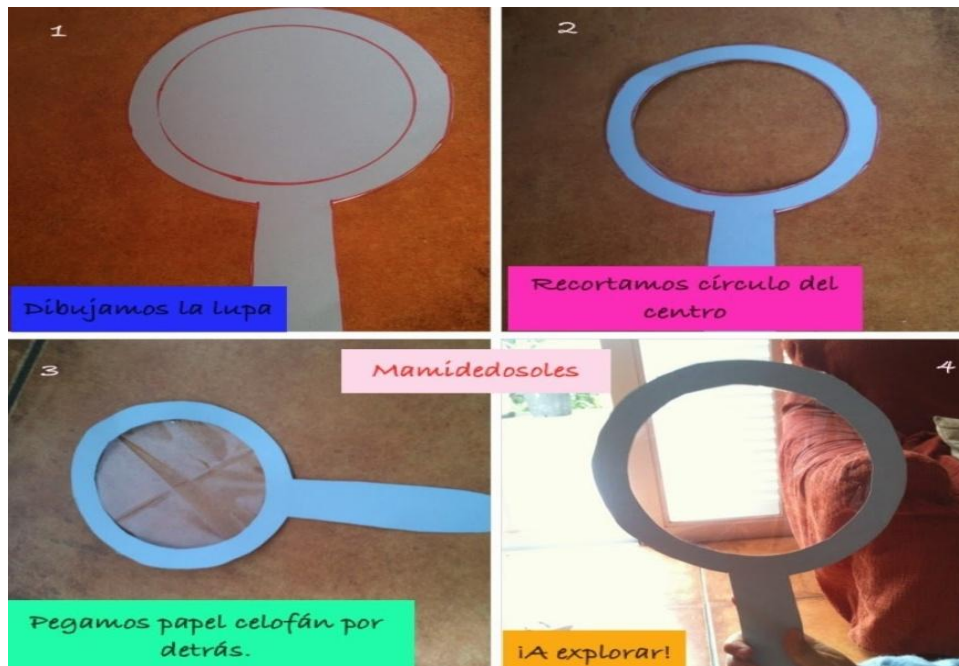 1
Dibujamos la lupa
2
Recortamos círculo del
centro
Mamidedosoles
3
Pegamos papel celofán por
detrás.
4
¡A explorar!